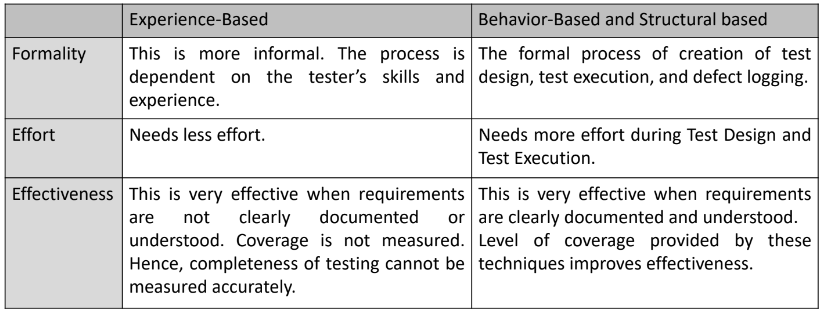 Experience-Based
Behavior-Based and Structural based
Formality
This is more informal. The process is
dependent on the tester's skills and
experience.
The formal process of creation of test
design, test execution, and defect logging.
Effort
Needs less effort.
Needs more effort during Test Design and
Test Execution.
Effectiveness
This is very effective when requirements
are not clearly documented or
understood. Coverage is not measured.
Hence, completeness of testing cannot be
measured accurately.
This is very effective when requirements
are clearly documented and understood.
Level of coverage provided by these
techniques improves effectiveness.